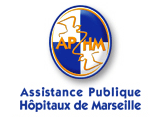 AP HM
Assistance Publique
Hôpitaux de Marseille